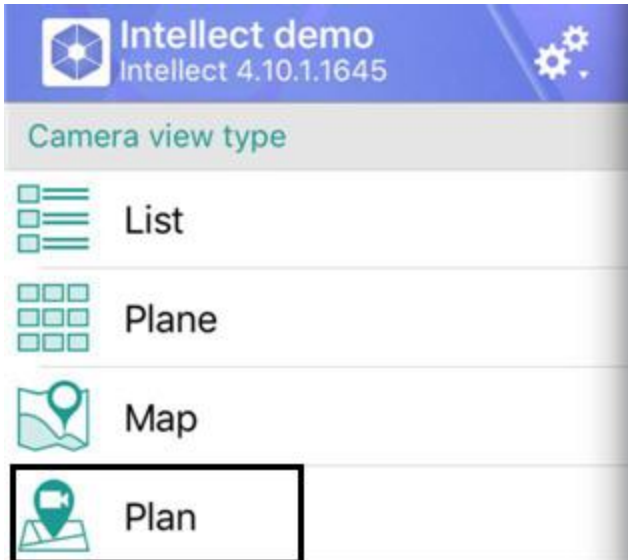 Intellect demo
Intellect 4.10.1.1645
Camera view type
List
Plane
Map
Plan